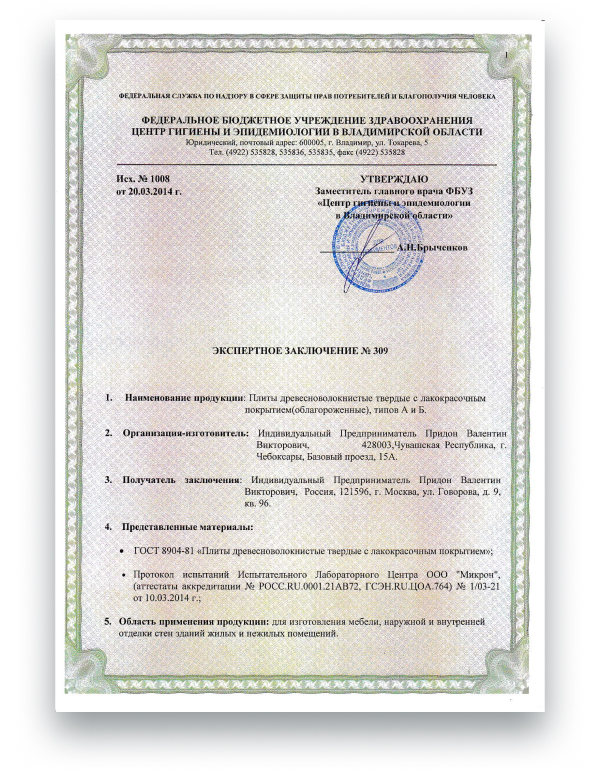 1
ФЕДЕРАЛЬНАЯ СЛУЖБА ПО НАДЗОРУ В СФЕРЕ ЗАЩИТЫ ПРАВ ПОТРЕБИТЕЛЕЙ И БЛАГОПОЛУЧИЯ ЧЕЛОВЕКА
ФЕДЕРАЛЬНОЕ БЮДЖЕТНОЕ УЧРЕЖДЕНИЕ ЗДРАВООХРАНЕНИЯ
ЦЕНТР ГИГИЕНЫ И ЭПИДЕМИОЛОГИИ В ВЛАДИМИРСКОЙ ОБЛАСТИ
Юридический, почтовый адрес: 600005, г. Владимир, ул. Токарева, 5
Тел. (4922) 535828, 535836, 535835, факс (4922) 535828
Исх. № 1008
от 20.03.2014 г.
УТВЕРЖДАЮ
Заместитель главного врача ФБУЗ
«Центр гигиены и эпидемиологии
в Владимирской области»
А.Н.Брыченков
ЭКСПЕРТНОЕ ЗАКЛЮЧЕНИЕ № 309
1. Наименование продукции: Плиты древесноволокнистые твердые с лакокрасочным
покрытием(облагороженные), типов А и Б.
2. Организация-изготовитель: Индивидуальный Предприниматель Придон Валентин
Викторович, 428003,Чувашская Республика, г.
Чебоксары, Базовый проезд, 15А.
3. Получатель заключения: Индивидуальный Предприниматель Придон Валентин
Викторович, Россия, 121596, г. Москва, ул. Говорова, д. 9,
кв. 96.
4. Представленные материалы:
• ГОСТ 8904-81 «Плиты древесноволокнистые твердые с лакокрасочным покрытием»;
• Протокол испытаний Испытательного Лабораторного Центра ООО "Микрон",
(аттестаты аккредитации № РОСС.RU.0001.21АВ72, ГСЭН.RU.ЦОА.764) № 1/03-21
от 10.03.2014 г.;
5. Область применения продукции: для изготовления мебели, наружной и внутренней
отделки стен зданий жилых и нежилых помещений.